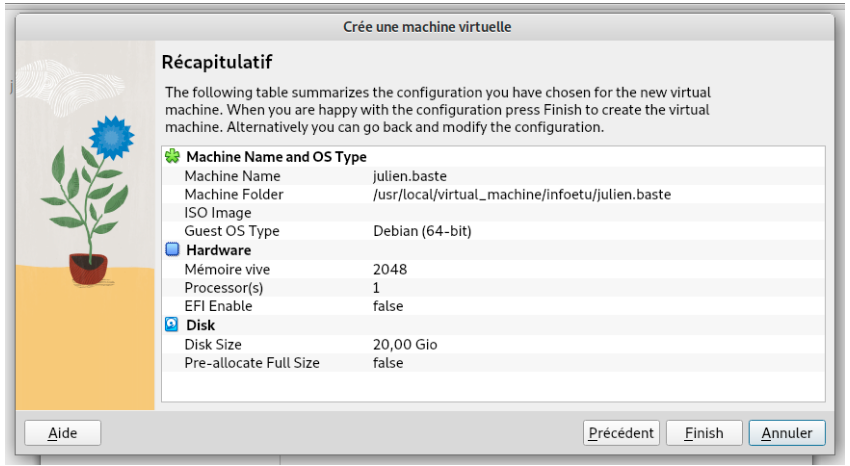 Crée une machine virtuelle
Récapitulatif
The following table summarizes the configuration you have chosen for the new virtual
machine. When you are happy with the configuration press Finish to create the virtual
machine. Alternatively you can go back and modify the configuration.
Machine Name and OS Type
Machine Name julien.baste
Machine Folder /usr/local/virtual_machine/infoetu/julien.baste
ISO Image
Guest OS Type Debian (64-bit)
Hardware
Mémoire vive 2048
Processor(s) 1
EFI Enable false
Disk
Disk Size 20,00 Gio
Pre-allocate Full Size false
Aide Précédent Finish Annuler